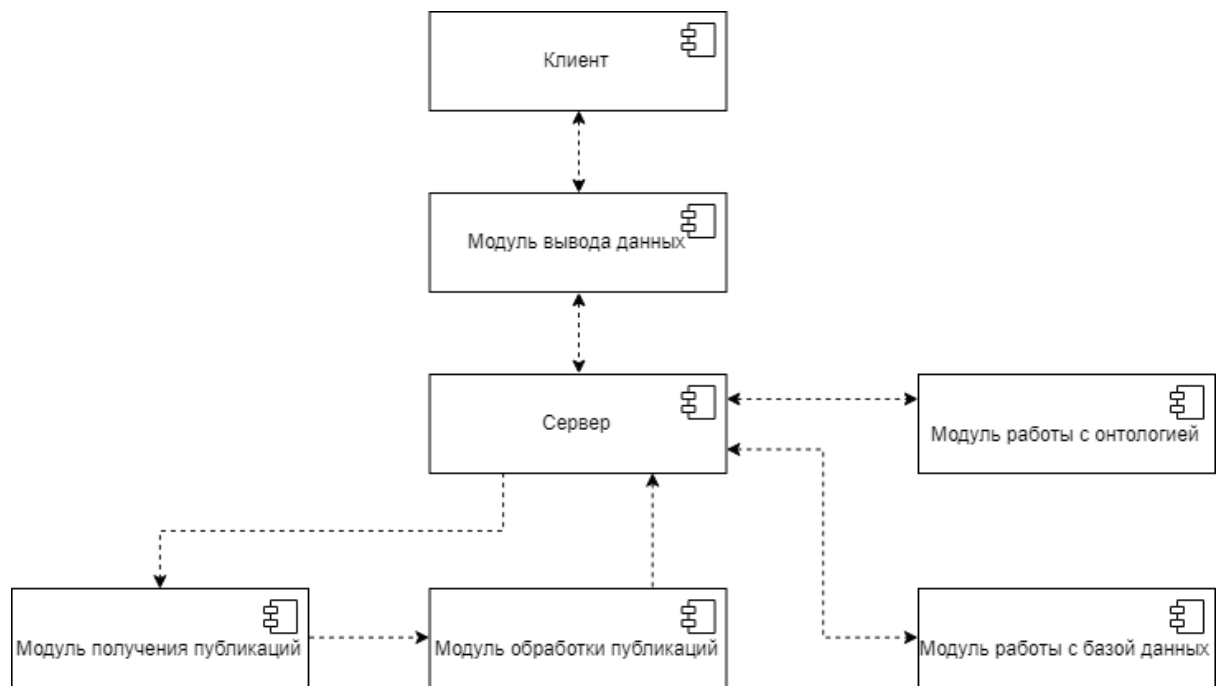 Клиент
Модуль вывода данных
Сервер
Модуль работы с онтологией
Модуль получения публикаций
Модуль обработки публикаций
Модуль работы с базой данных